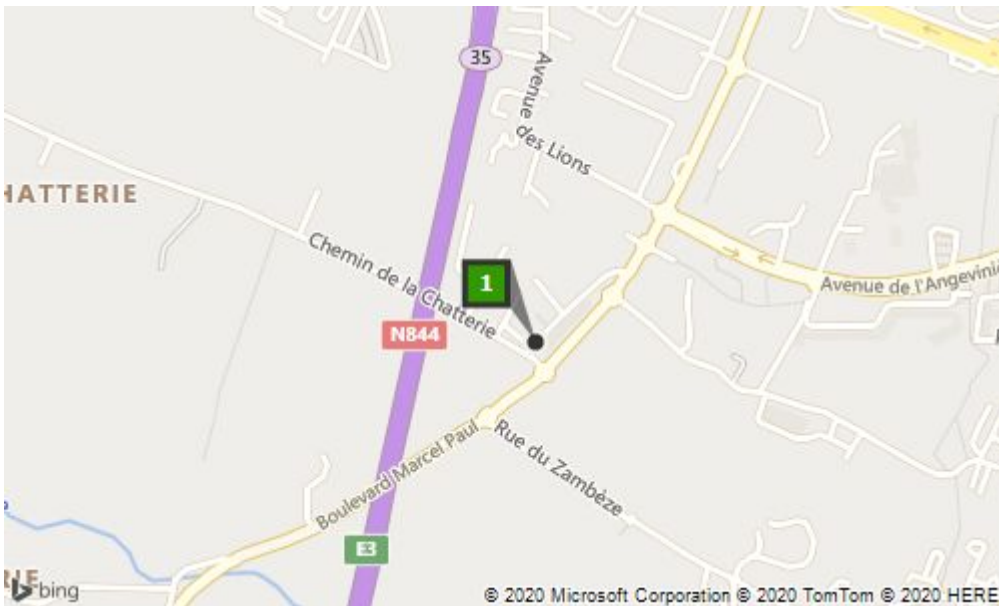 35
Avenue
des Lions
HATTERIE
Chemin de la Chatterie
1
Avenue de l'Angevini
N844
Boulevard Marcel Paul
Rue du Zambèze
E3
RIE
bing
© 2020 Microsoft Corporation © 2020 TomTom © 2020 HERE